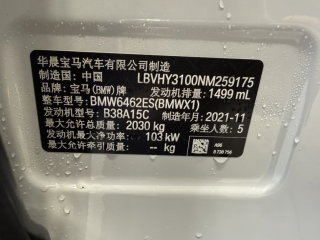 华晨宝马汽车有限公司制造
制造国：中国 LBVHY3100NM259175
品牌：宝马(BMW)牌 发动机排量：1499 mL
整车型号：BMW6462ES(BMWX1)
发动机型号：B38A15C 制造年月：2021-11
最大允许总质量：2030 kg 乘坐人数：5
发动机最大净功率：103 kW
最大允许牵引质量：-- kg